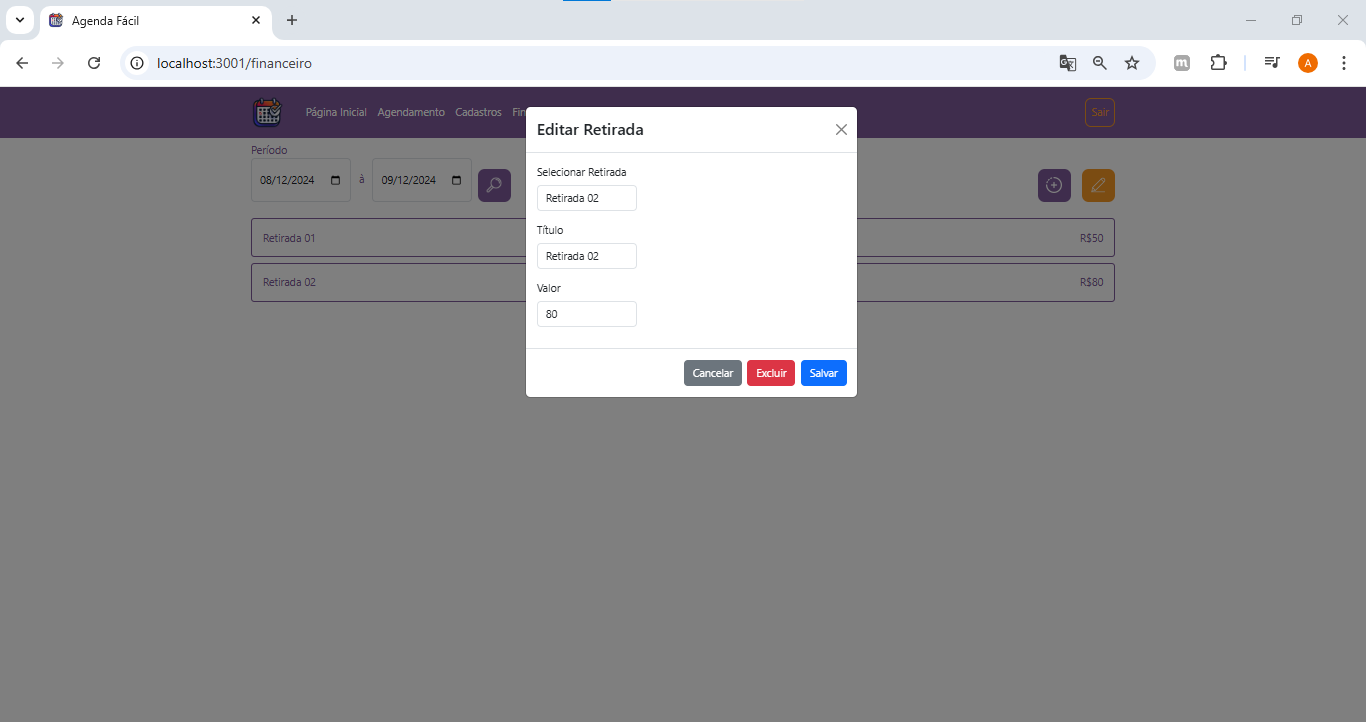 Agenda Fácil
localhost:3001/financeiro
A
Página Inicial Agendamento Cadastros Fin
Sair
Período
08/12/2024 à 09/12/2024
Retirada 01 R$50
Retirada 02 R$80
Editar Retirada
Selecionar Retirada
Retirada 02
Título
Retirada 02
Valor
80
Cancelar Excluir Salvar